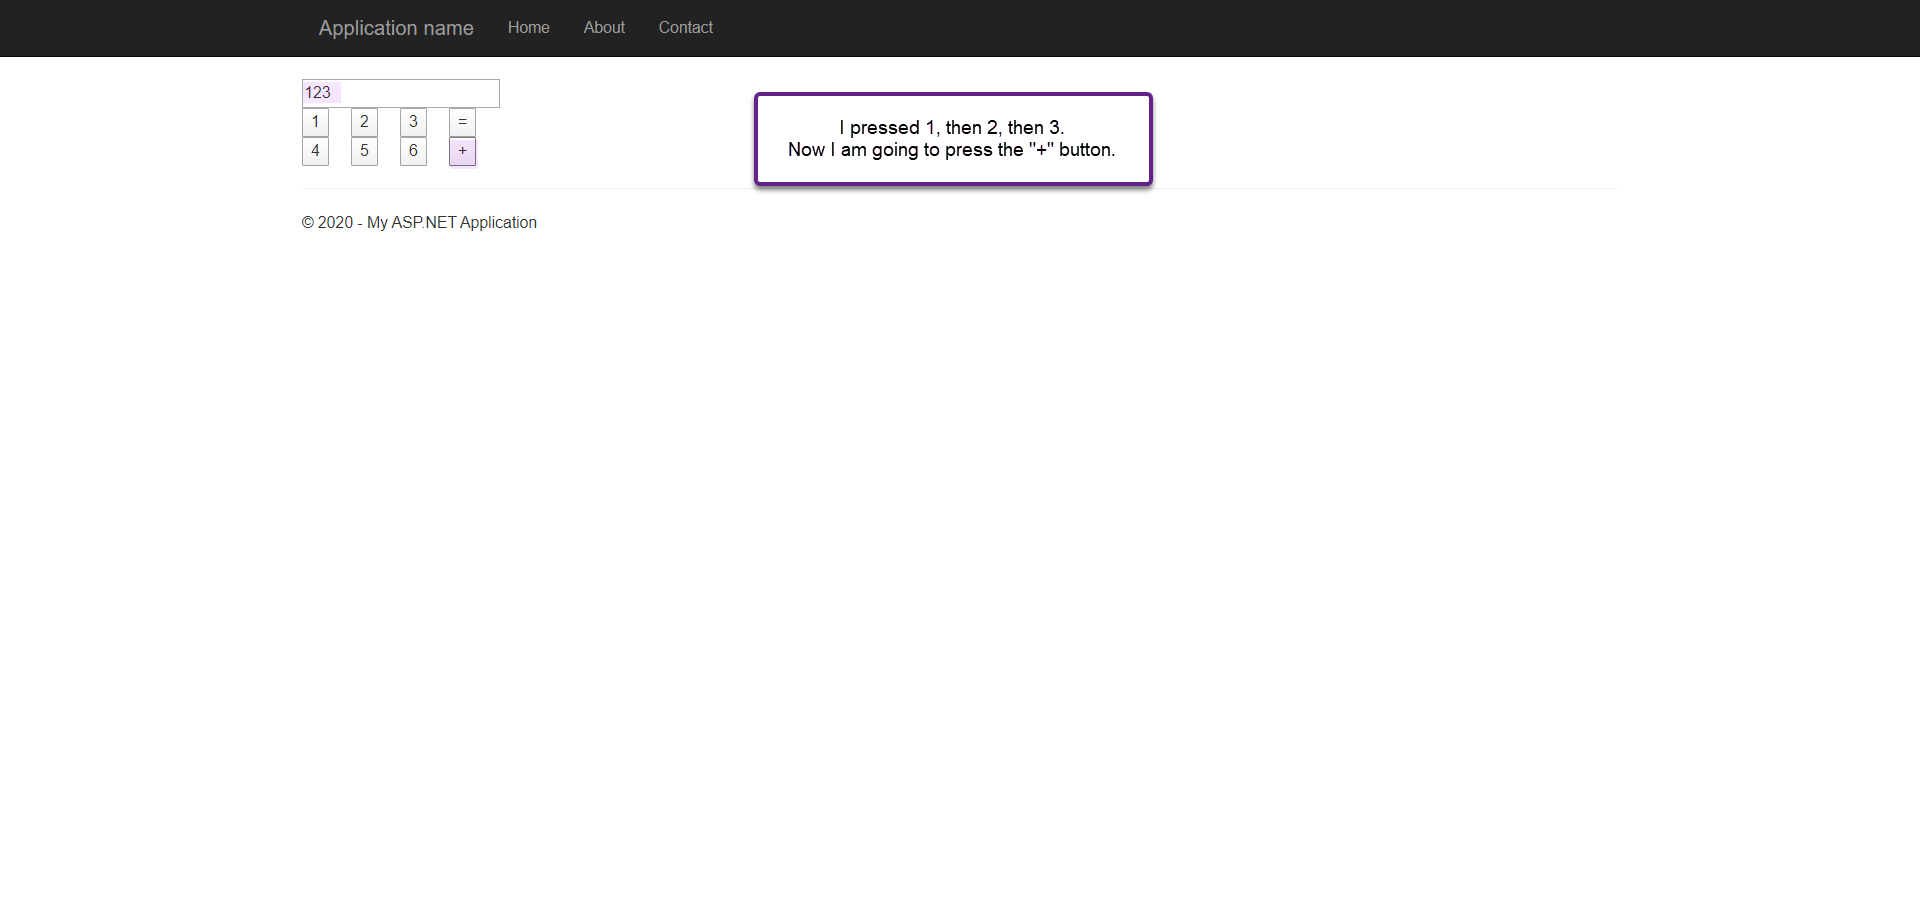 Application name Home About Contact
123
1 2 3 =
4 5 6 +
I pressed 1, then 2, then 3.
Now I am going to press the "+" button.
© 2020 - My ASP.NET Application